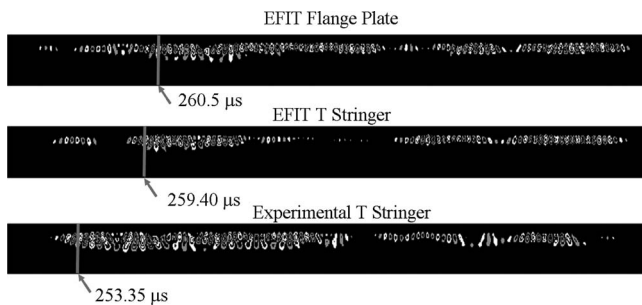 EFIT Flange Plate
260.5 µs
EFIT T Stringer
259.40 µs
Experimental T Stringer
253.35 µs